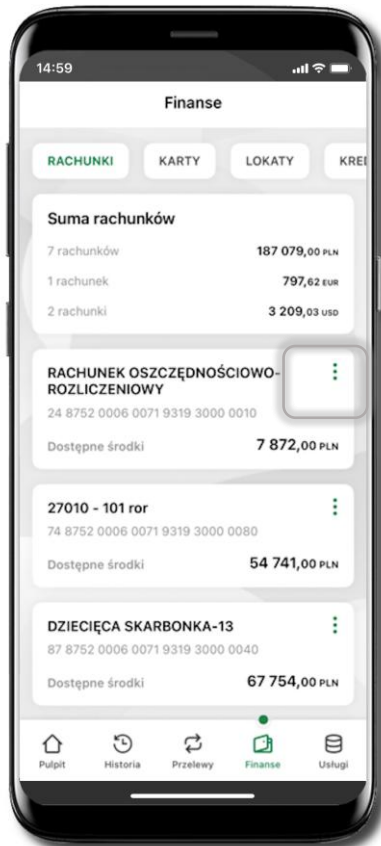 14:59
Finanse
RACHUNKI KARTY LOKATY KRE
Suma rachunków
7 rachunków 187 079,00 PLN
1 rachunek 797,62 EUR
2 rachunki 3 209,03 USD
RACHUNEK OSZCZĘDNOŚCIOWO-
ROZLICZENIOWY
24 8752 0006 0071 9319 3000 0010
Dostępne środki 7 872,00 PLN
27010 - 101 ror
74 8752 0006 0071 9319 3000 0080
Dostępne środki 54 741,00 PLN
DZIECIĘCA SKARBONKA-13
87 8752 0006 0071 9319 3000 0040
Dostępne środki 67 754,00 PLN
Pulpit Historia Przelewy Finanse Usługi